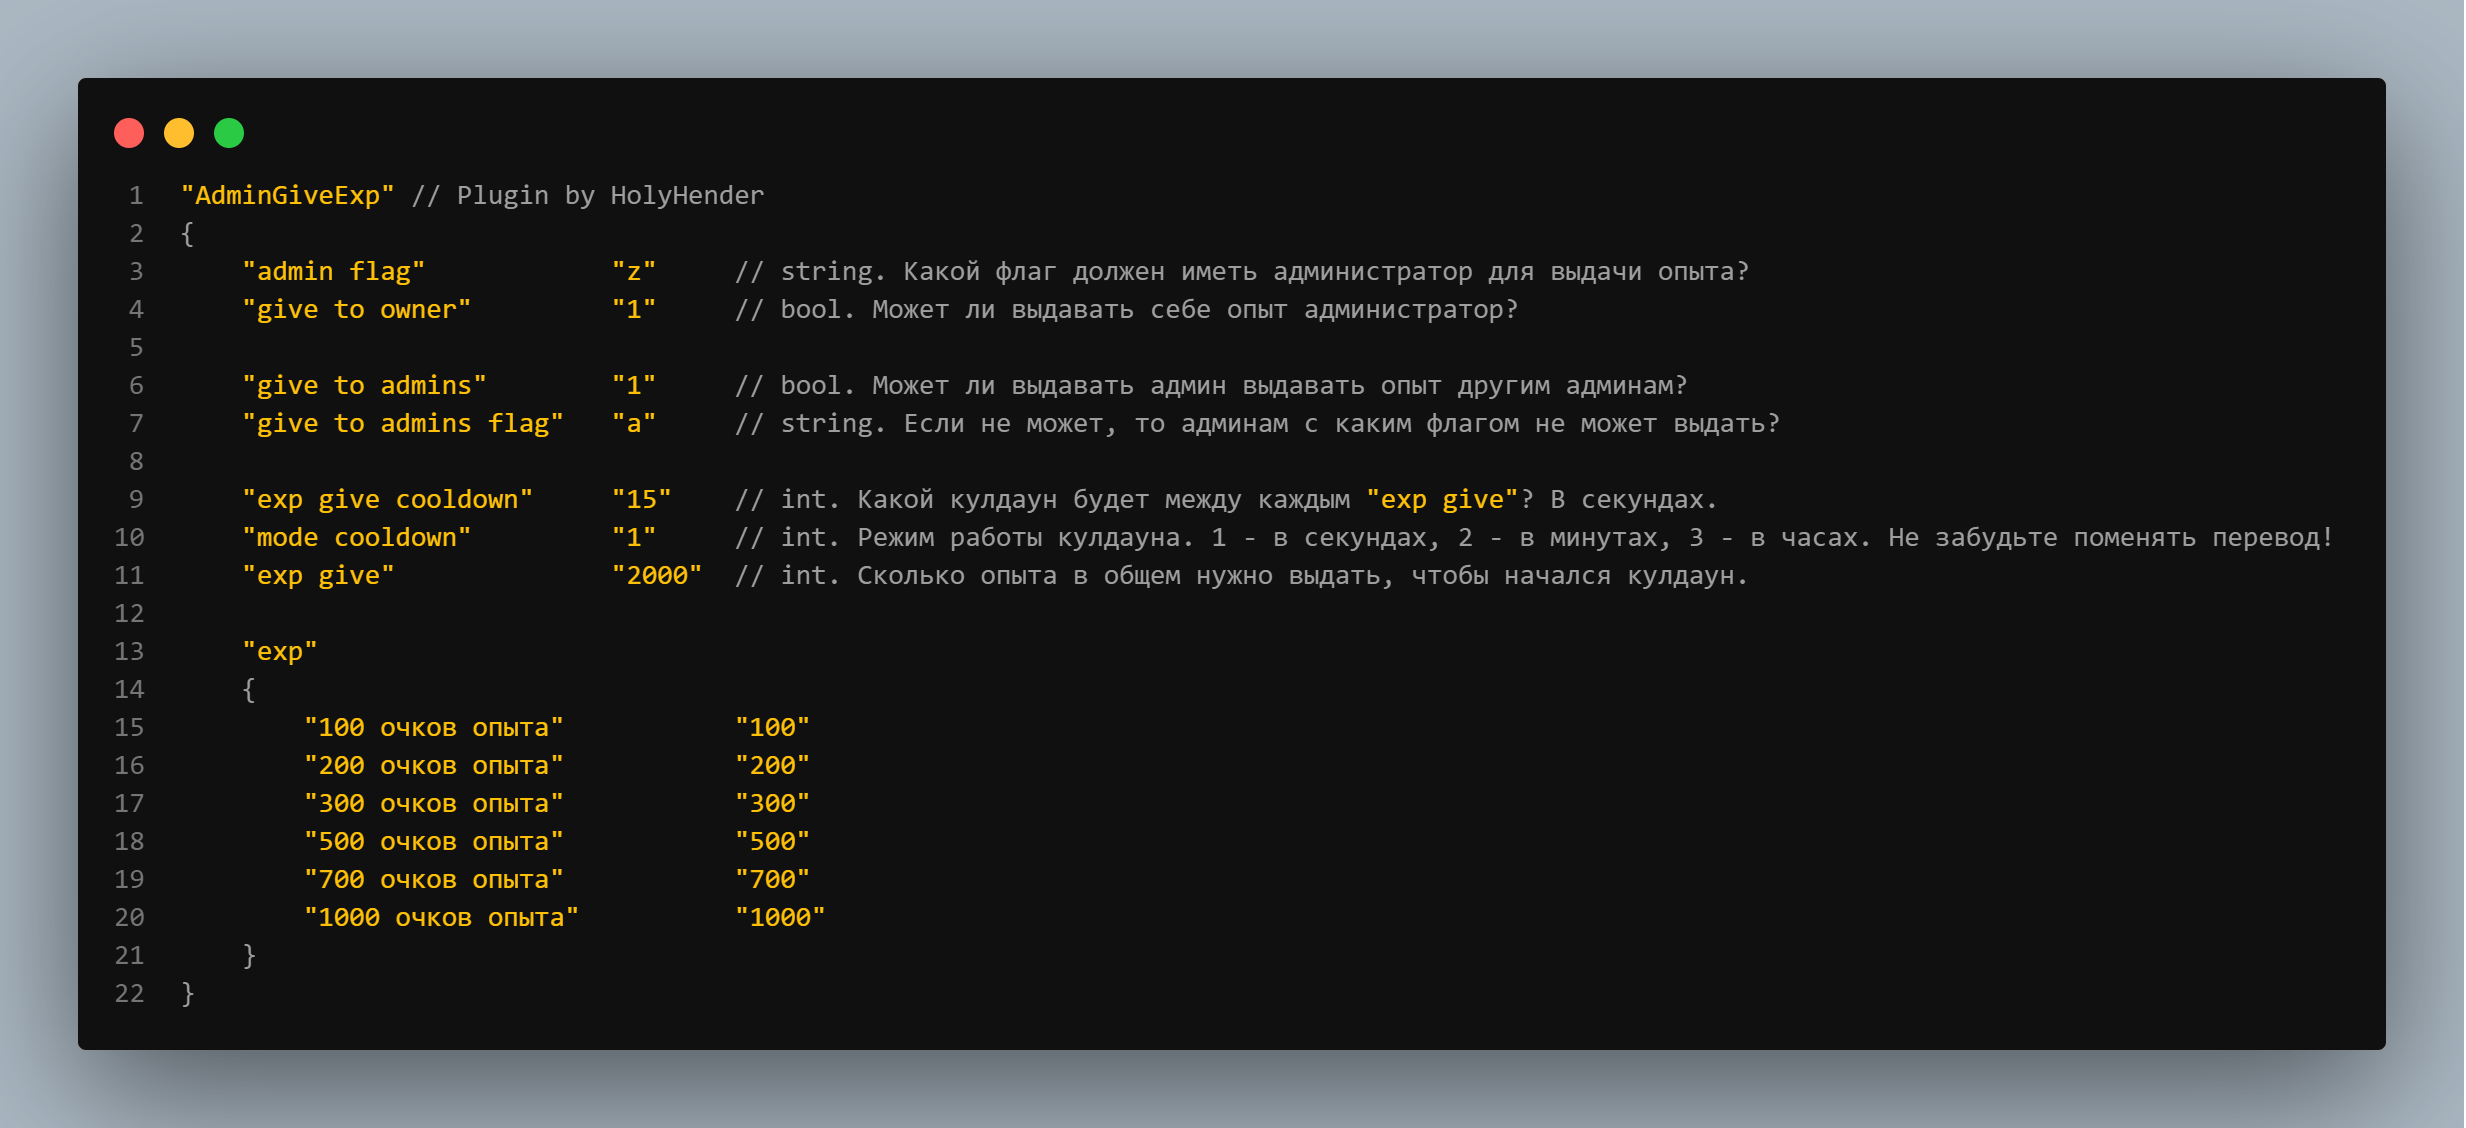 1 "AdminGiveExp" // Plugin by HolyHender
2 {
3 "admin flag" "z" // string. Какой флаг должен иметь администратор для выдачи опыта?
4 "give to owner" "1" // bool. Может ли выдавать себе опыт администратор?
5
6 "give to admins" "1" // bool. Может ли выдавать админ выдавать опыт другим админам?
7 "give to admins flag" "a" // string. Если не может, то админам с каким флагом не может выдать?
8
9 "exp give cooldown" "15" // int. Какой кулдаун будет между каждым "exp give"? В секундах.
10 "mode cooldown" "1" // int. Режим работы кулдауна. 1 - в секундах, 2 - в минутах, 3 - в часах. Не забудьте поменять перевод!
11 "exp give" "2000" // int. Сколько опыта в общем нужно выдать, чтобы начался кулдаун.
12
13 "exp"
14 {
15 "100 очков опыта" "100"
16 "200 очков опыта" "200"
17 "300 очков опыта" "300"
18 "500 очков опыта" "500"
19 "700 очков опыта" "700"
20 "1000 очков опыта" "1000"
21 }
22 }